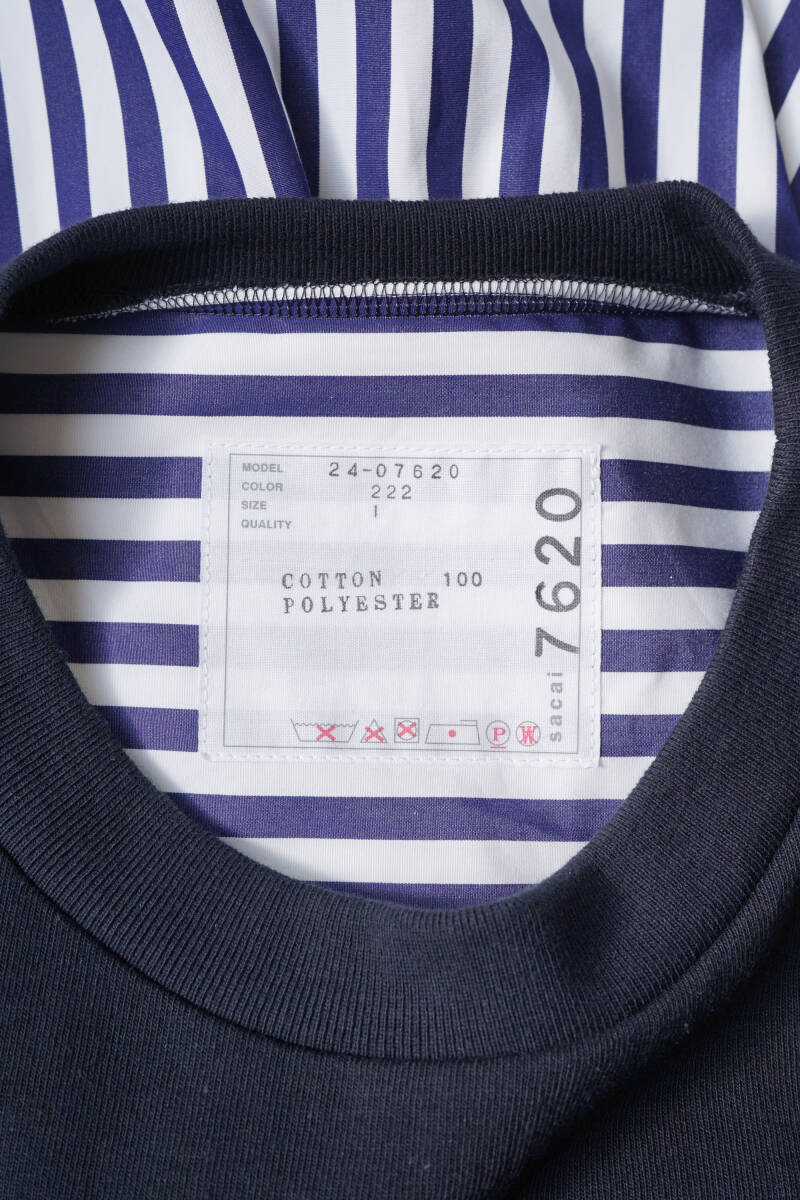 MODEL 24-07620
COLOR 222
SIZE 1
QUALITY
COTTON 100
POLYESTER
sacai 7620
P
W